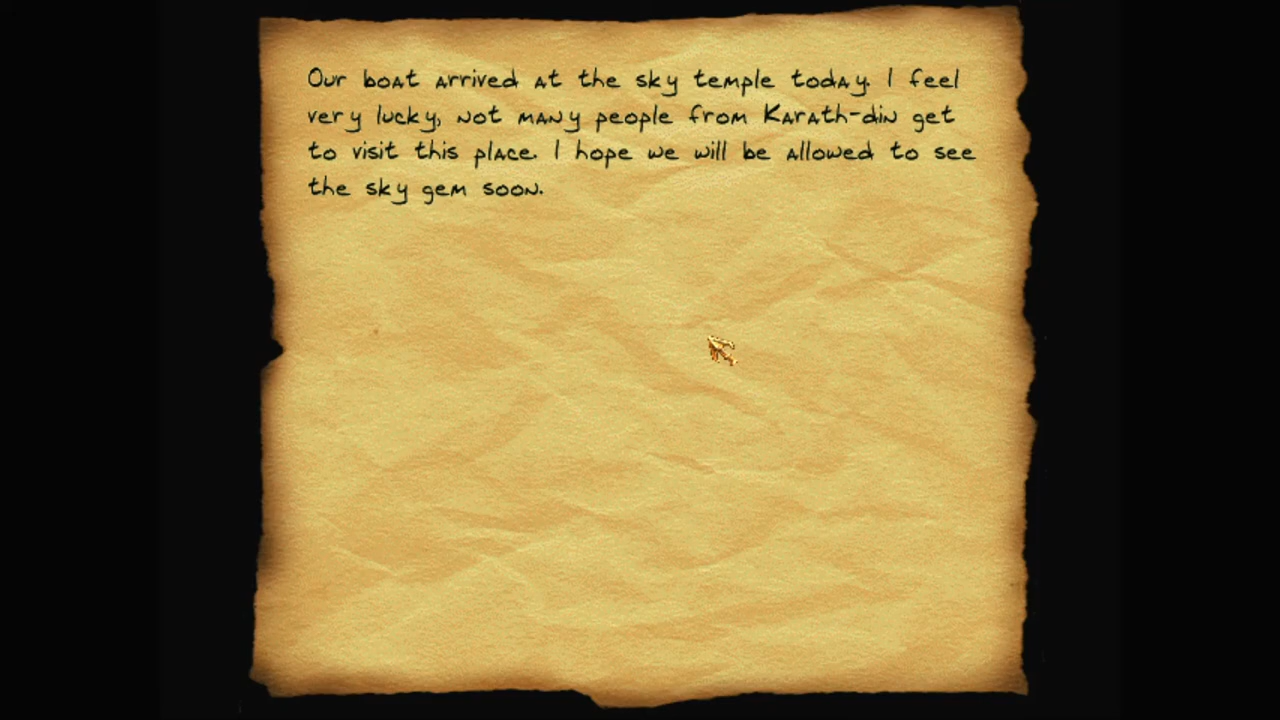 Our boat arrived at the sky temple today. I feel
very lucky, not many people from Karath-din get
to visit this place. I hope we will be allowed to see
the sky gem soon.